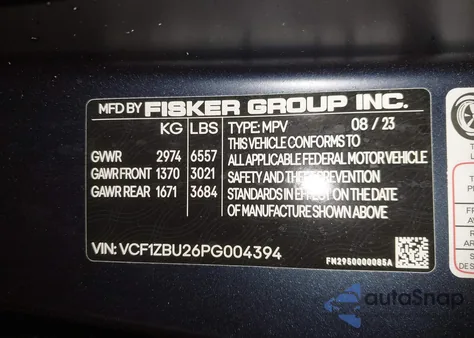 MFD BY FISKER GROUP INC.
KG LBS TYPE: MPV 08 / 23
GVWR 2974 6557
GAWR FRONT 1370 3021
GAWR REAR 1671 3684
THIS VEHICLE CONFORMS TO
ALL APPLICABLE FEDERAL MOTOR VEHICLE
SAFETY AND THEFT PREVENTION
STANDARDS IN EFFECT ON THE DATE
OF MANUFACTURE SHOWN ABOVE
VIN: VCF1ZBU26PG004394
FM29S0000085A
autoSnap